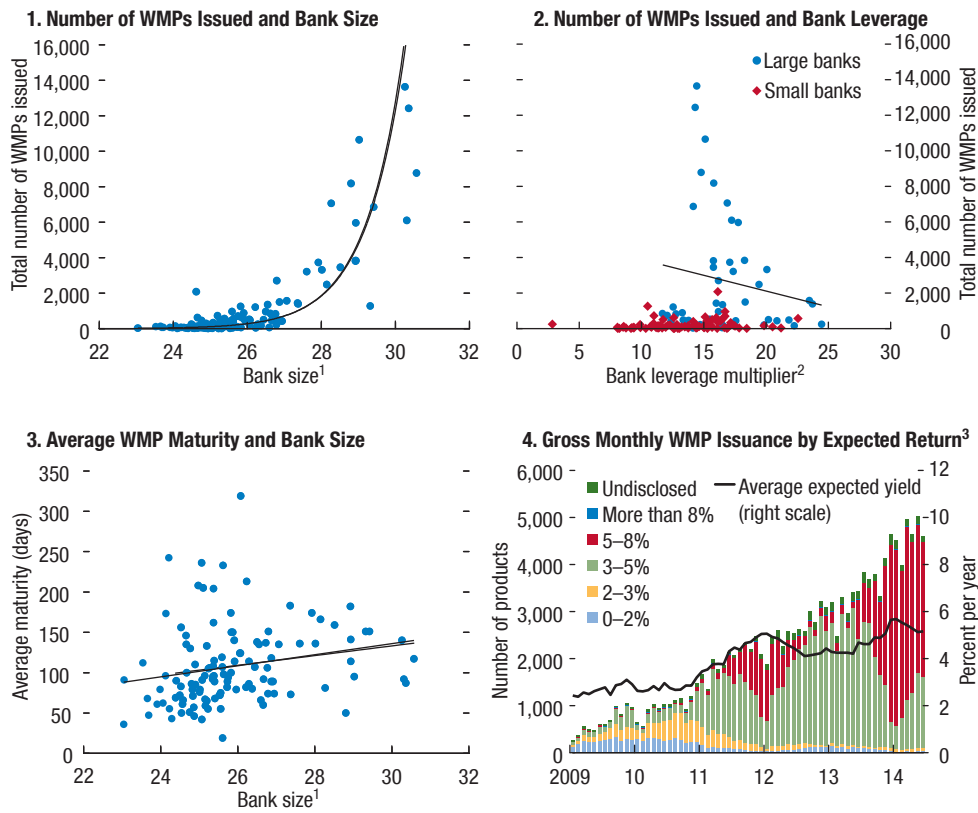 1. Number of WMPs Issued and Bank Size
Total number of WMPs issued
16,000
14,000
12,000
10,000
8,000
6,000
4,000
2,000
0
22 24 26 28 30 32
Bank size1
2. Number of WMPs Issued and Bank Leverage
Large banks
Small banks
16,000
14,000
12,000
10,000
8,000
6,000
4,000
2,000
0
Total number of WMPs issued
0 5 10 15 20 25 30
Bank leverage multiplier2
3. Average WMP Maturity and Bank Size
Average maturity (days)
350
300
250
200
150
100
50
0
22 24 26 28 30 32
Bank size1
4. Gross Monthly WMP Issuance by Expected Return3
Number of products
6,000
5,000
4,000
3,000
2,000
1,000
0
Undisclosed
More than 8%
5–8%
3–5%
2–3%
0–2%
Average expected yield
(right scale)
12
10
8
6
4
2
0
Percent per year
2009 10 11 12 13 14